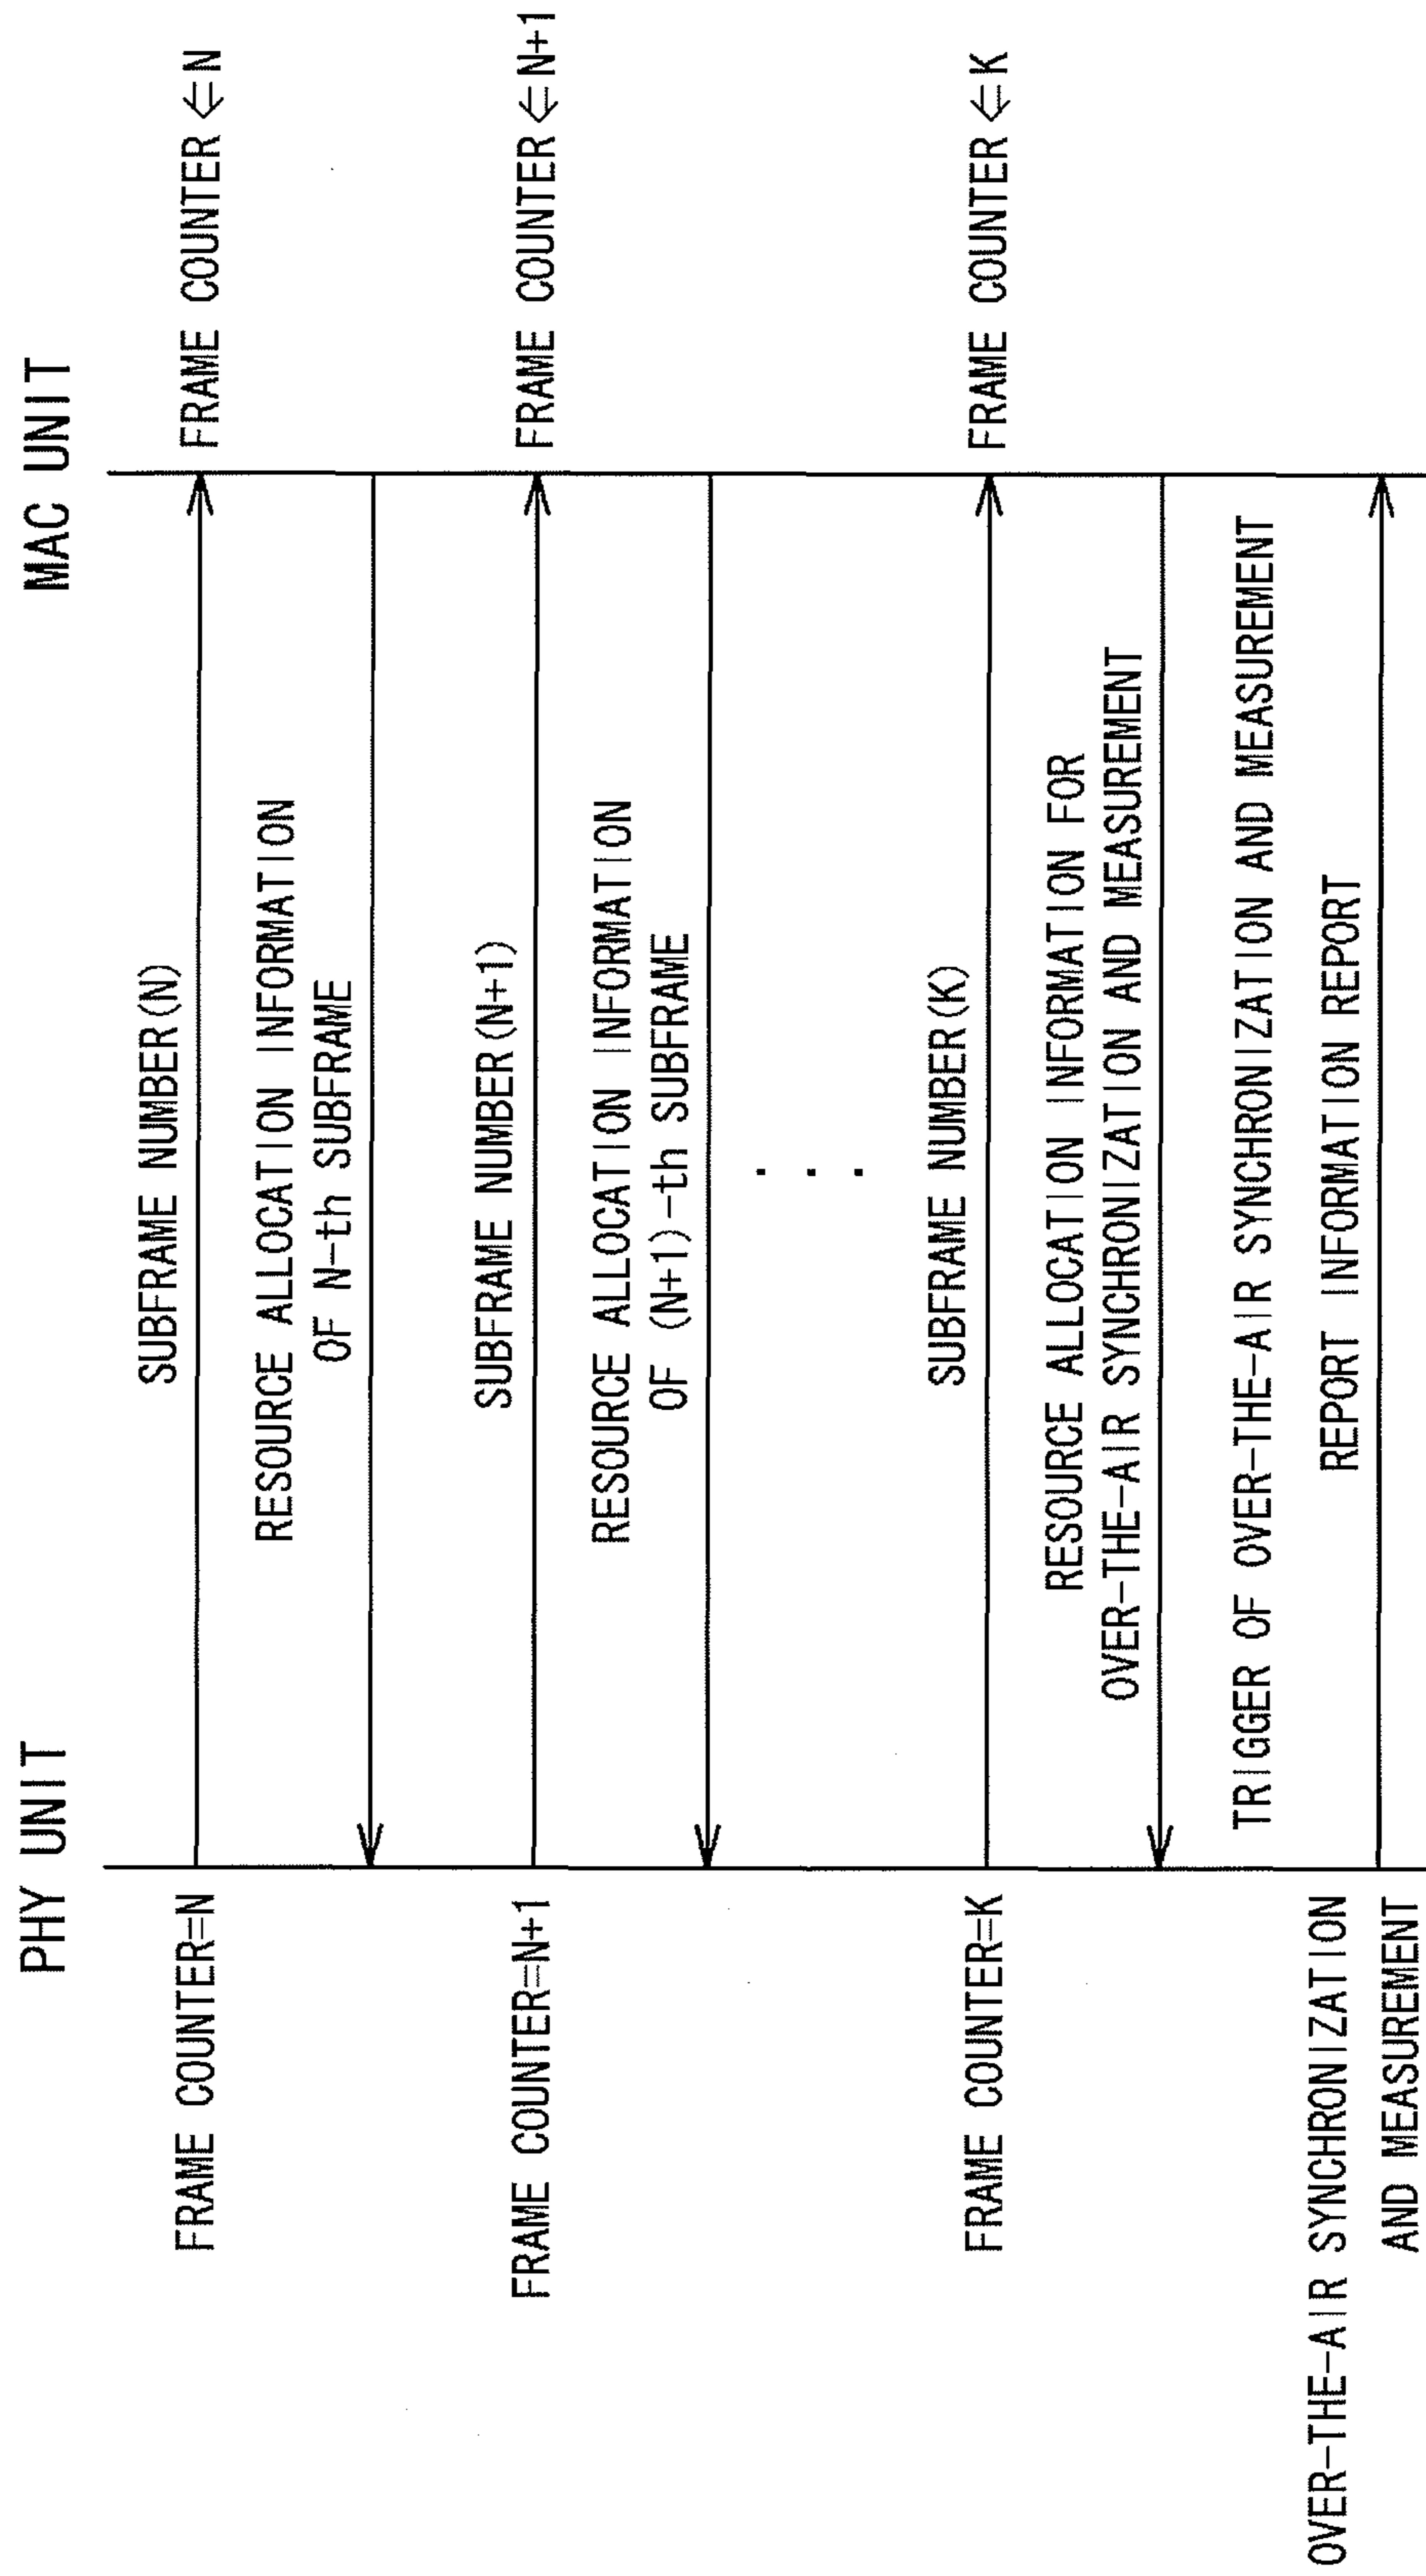 PHY UNIT
MAC UNIT
FRAME COUNTER=N
SUBFRAME NUMBER(N)
FRAME COUNTER⇐N
RESOURCE ALLOCATION INFORMATION
OF N-th SUBFRAME
FRAME COUNTER=N+1
SUBFRAME NUMBER(N+1)
FRAME COUNTER⇐N+1
RESOURCE ALLOCATION INFORMATION
OF (N+1)-th SUBFRAME
...
FRAME COUNTER=K
SUBFRAME NUMBER(K)
FRAME COUNTER⇐K
RESOURCE ALLOCATION INFORMATION FOR
OVER-THE-AIR SYNCHRONIZATION AND MEASUREMENT
TRIGGER OF OVER-THE-AIR SYNCHRONIZATION AND MEASUREMENT
OVER-THE-AIR SYNCHRONIZATION
AND MEASUREMENT
REPORT INFORMATION REPORT